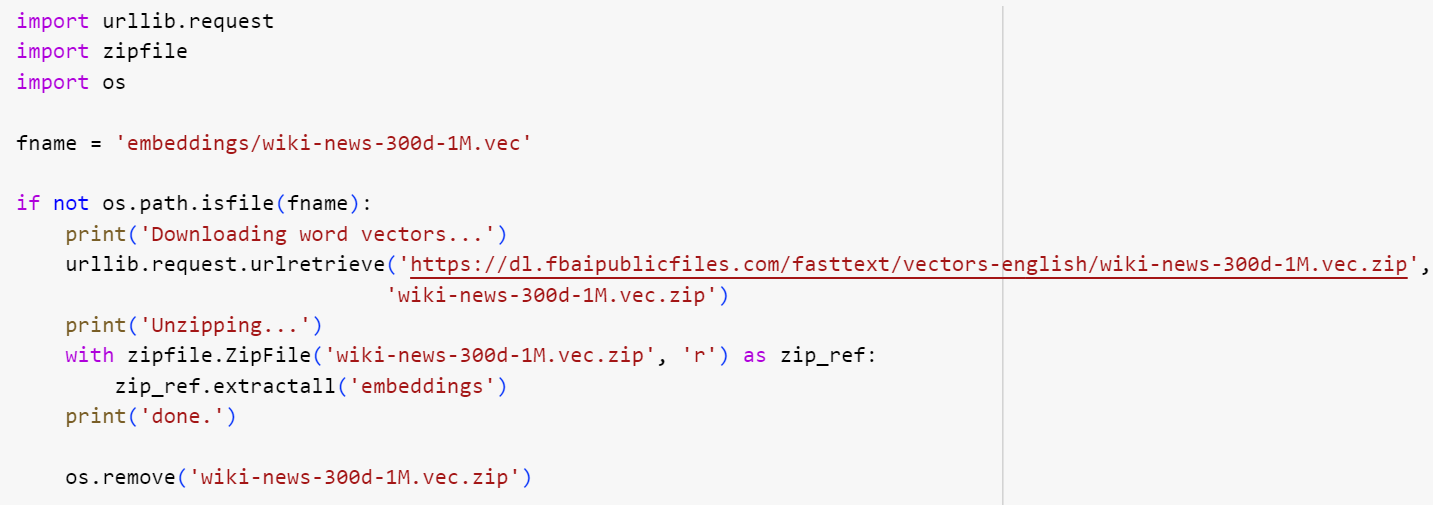 import urllib.request
import zipfile
import os
fname = 'embeddings/wiki-news-300d-1M.vec'
if not os.path.isfile(fname):
    print('Downloading word vectors...')
    urllib.request.urlretrieve('https://dl.fbaipublicfiles.com/fasttext/vectors-english/wiki-news-300d-1M.vec.zip',
                              'wiki-news-300d-1M.vec.zip')
    print('Unzipping...')
    with zipfile.ZipFile('wiki-news-300d-1M.vec.zip', 'r') as zip_ref:
        zip_ref.extractall('embeddings')
    print('done.')
    os.remove('wiki-news-300d-1M.vec.zip')